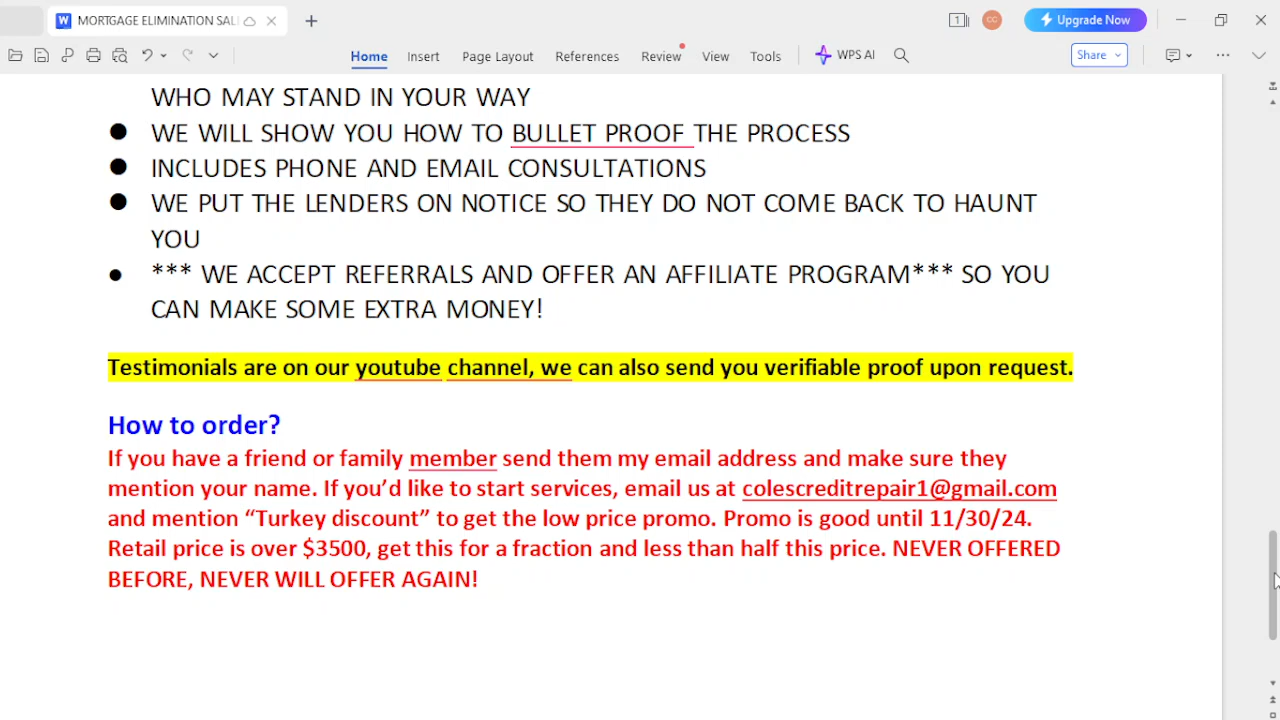 MORTGAGE ELIMINATION SAL
Upgrade Now
Home Insert Page Layout References Review View Tools WPS AI Share
WHO MAY STAND IN YOUR WAY
● WE WILL SHOW YOU HOW TO BULLET PROOF THE PROCESS
● INCLUDES PHONE AND EMAIL CONSULTATIONS
● WE PUT THE LENDERS ON NOTICE SO THEY DO NOT COME BACK TO HAUNT
YOU
● *** WE ACCEPT REFERRALS AND OFFER AN AFFILIATE PROGRAM*** SO YOU
CAN MAKE SOME EXTRA MONEY!
Testimonials are on our youtube channel, we can also send you verifiable proof upon request.
How to order?
If you have a friend or family member send them my email address and make sure they
mention your name. If you’d like to start services, email us at colescreditrepair1@gmail.com
and mention “Turkey discount” to get the low price promo. Promo is good until 11/30/24.
Retail price is over $3500, get this for a fraction and less than half this price. NEVER OFFERED
BEFORE, NEVER WILL OFFER AGAIN!